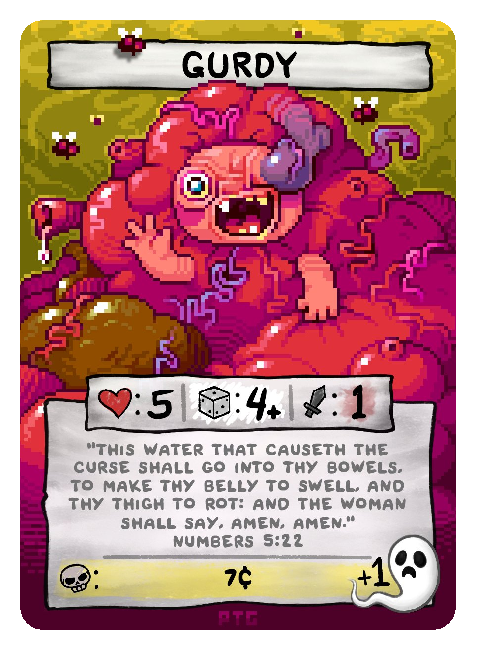 GURDY
:5 :4+ :1
"THIS WATER THAT CAUSETH THE
CURSE SHALL GO INTO THY BOWELS,
TO MAKE THY BELLY TO SWELL, AND
THY THIGH TO ROT: AND THE WOMAN
SHALL SAY, AMEN, AMEN."
NUMBERS 5:22
: 7¢ +1
RTG